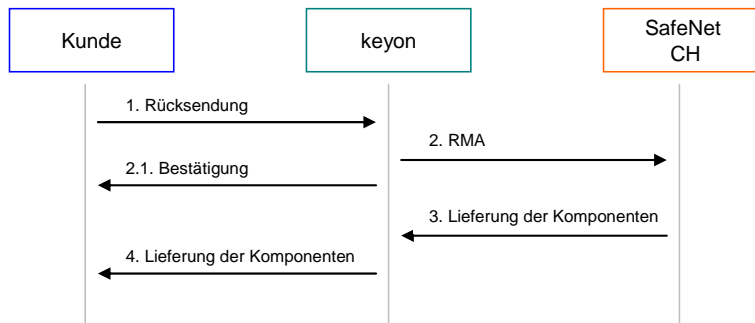 Kunde
keyon
SafeNet
CH
1. Rücksendung
2. RMA
2.1. Bestätigung
3. Lieferung der Komponenten
4. Lieferung der Komponenten